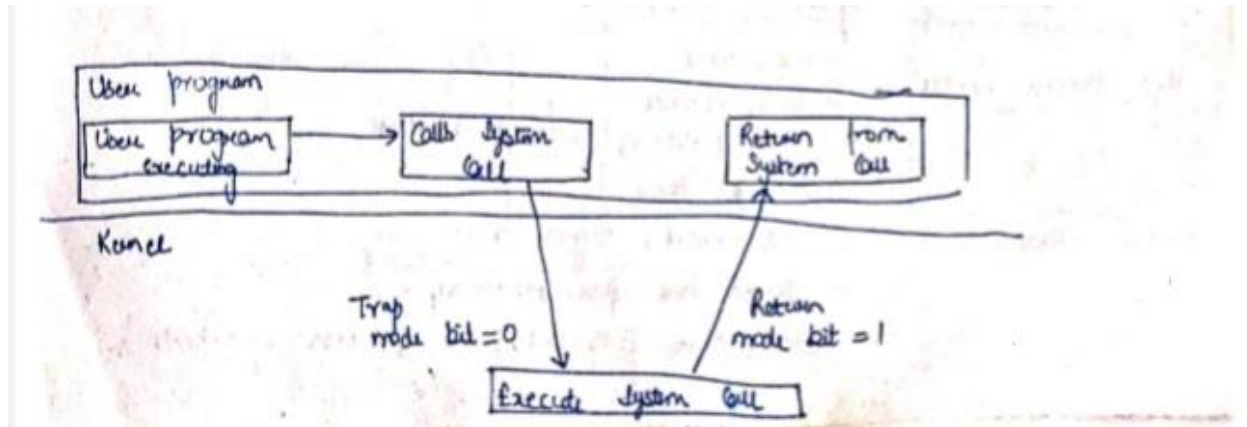 User program
User program
executing
Calls System
Call
Return from
System Call
Kernel
Trap
mode bit = 0
Return
mode bit = 1
Execute System Call